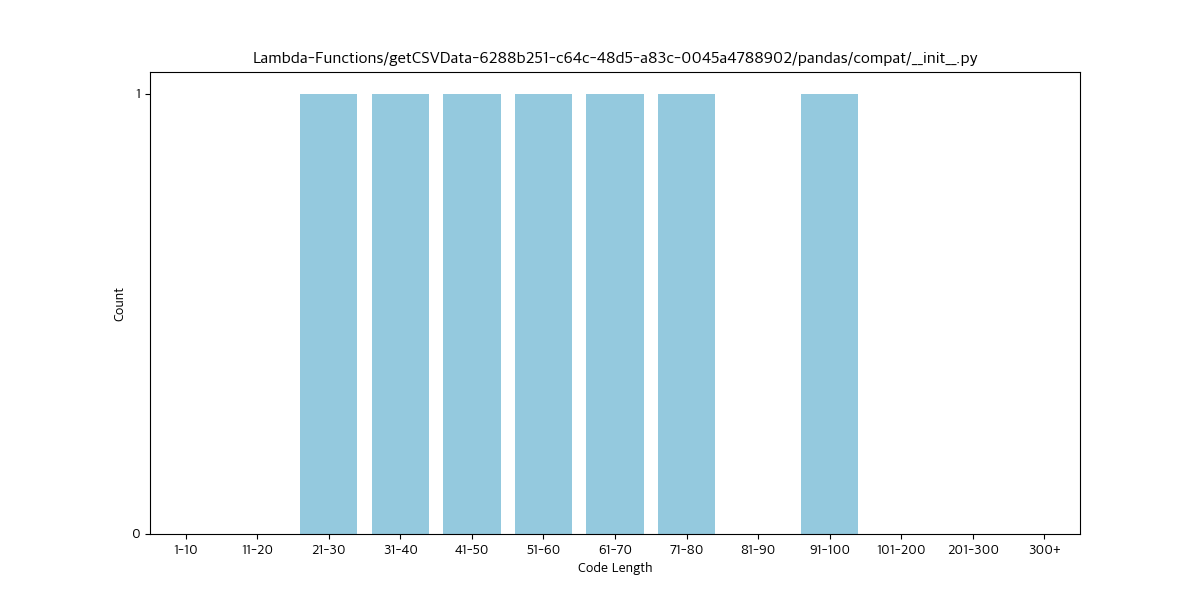 Lambda-Functions/getCSVData-6288b251-c64c-48d5-a83c-0045a4788902/pandas/compat/__init__.py
1
Count
0
1-10 11-20 21-30 31-40 41-50 51-60 61-70 71-80 81-90 91-100 101-200 201-300 300+
Code Length